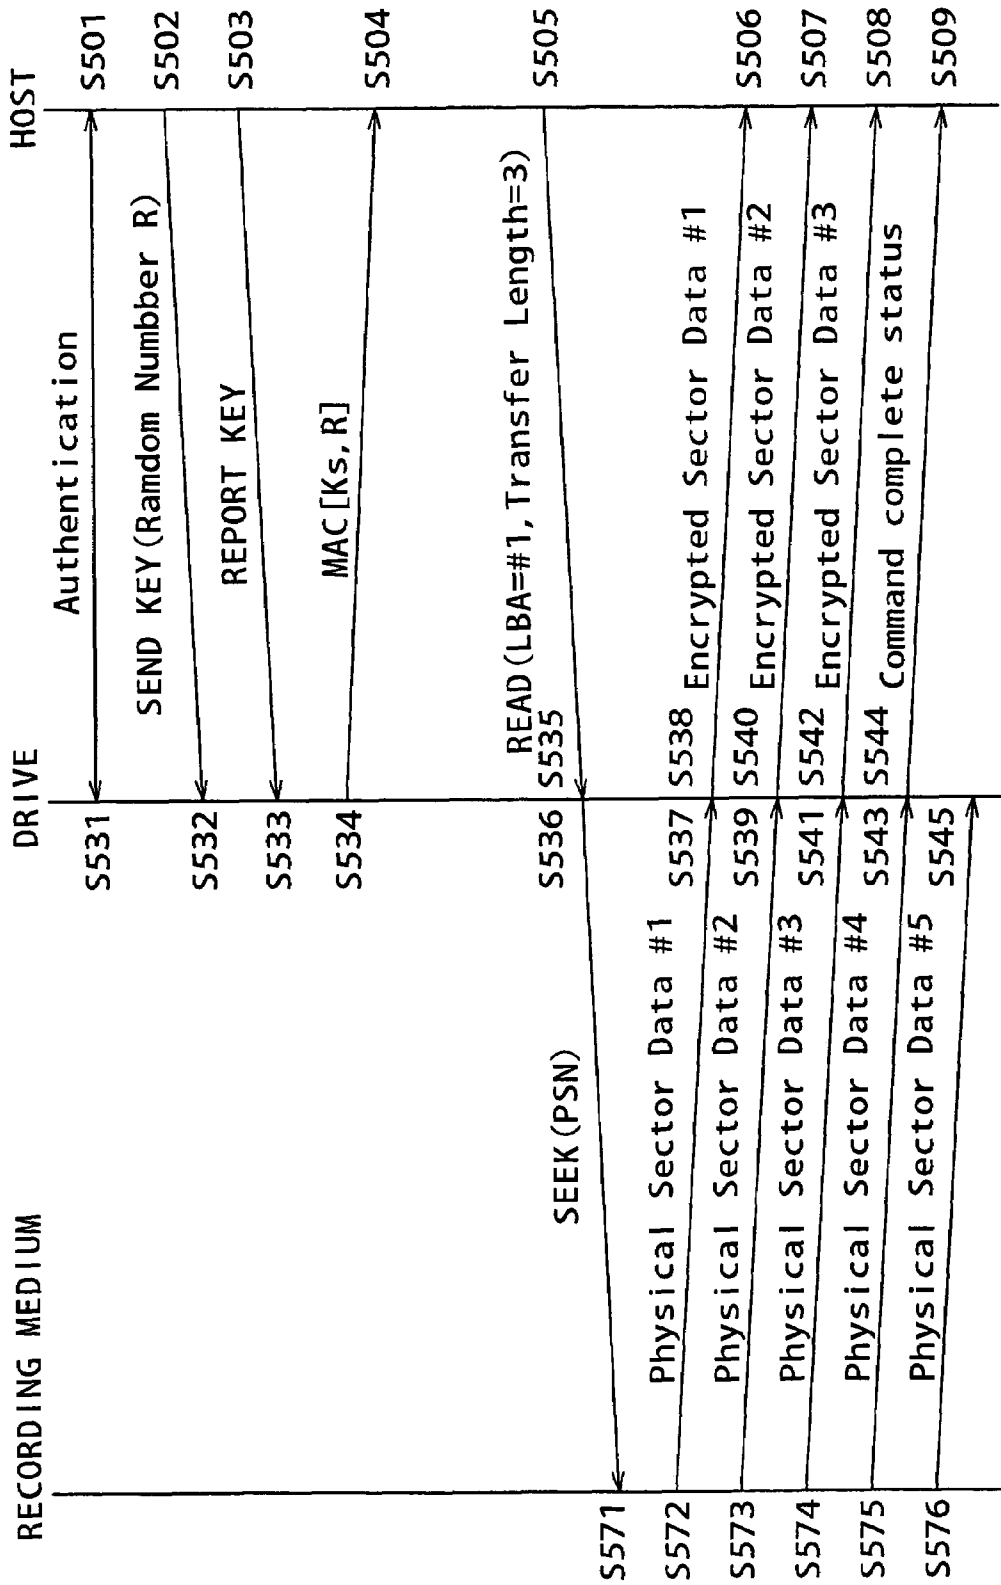 RECORDING MEDIUM
DRIVE
HOST
Authentication
S531
S501
SEND KEY(Ramdon Numbber R)
S532
S502
REPORT KEY
S533
S503
MAC[Ks,R]
S534
S504
READ(LBA=#1,Transfer Length=3)
S535
S505
SEEK(PSN)
S536
S571
Physical Sector Data #1
S572
S537
S538
Encrypted Sector Data #1
S506
Physical Sector Data #2
S573
S539
S540
Encrypted Sector Data #2
S507
Physical Sector Data #3
S574
S541
S542
Encrypted Sector Data #3
S508
Physical Sector Data #4
S575
S543
S544
Command complete status
S509
Physical Sector Data #5
S576
S545